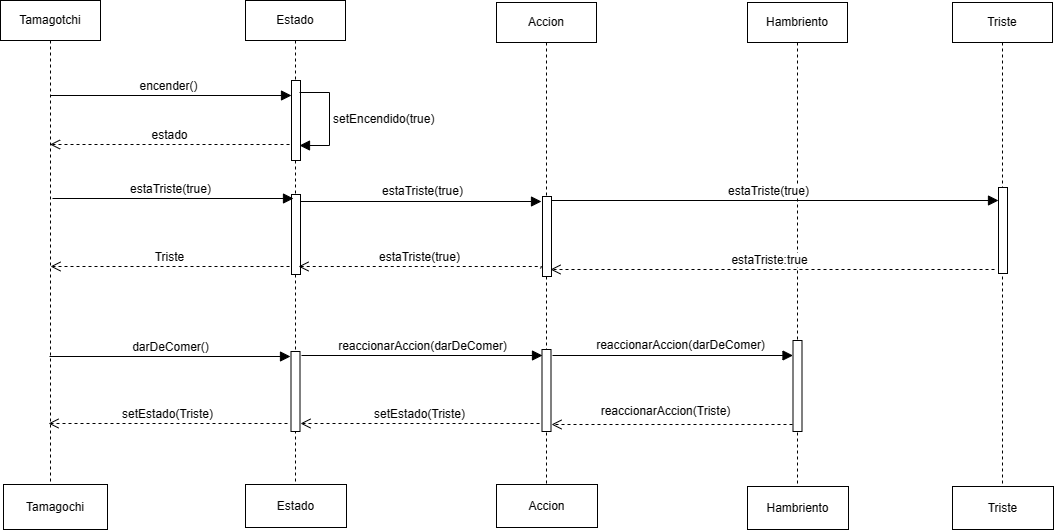 Tamagotchi
Estado
Accion
Hambriento
Triste
encender()
setEncendido(true)
estado
estaTriste(true)
estaTriste(true)
estaTriste(true)
Triste
estaTriste(true)
estaTriste:true
darDeComer()
reaccionarAccion(darDeComer)
reaccionarAccion(darDeComer)
setEstado(Triste)
setEstado(Triste)
reaccionarAccion(Triste)
Tamagochi
Estado
Accion
Hambriento
Triste